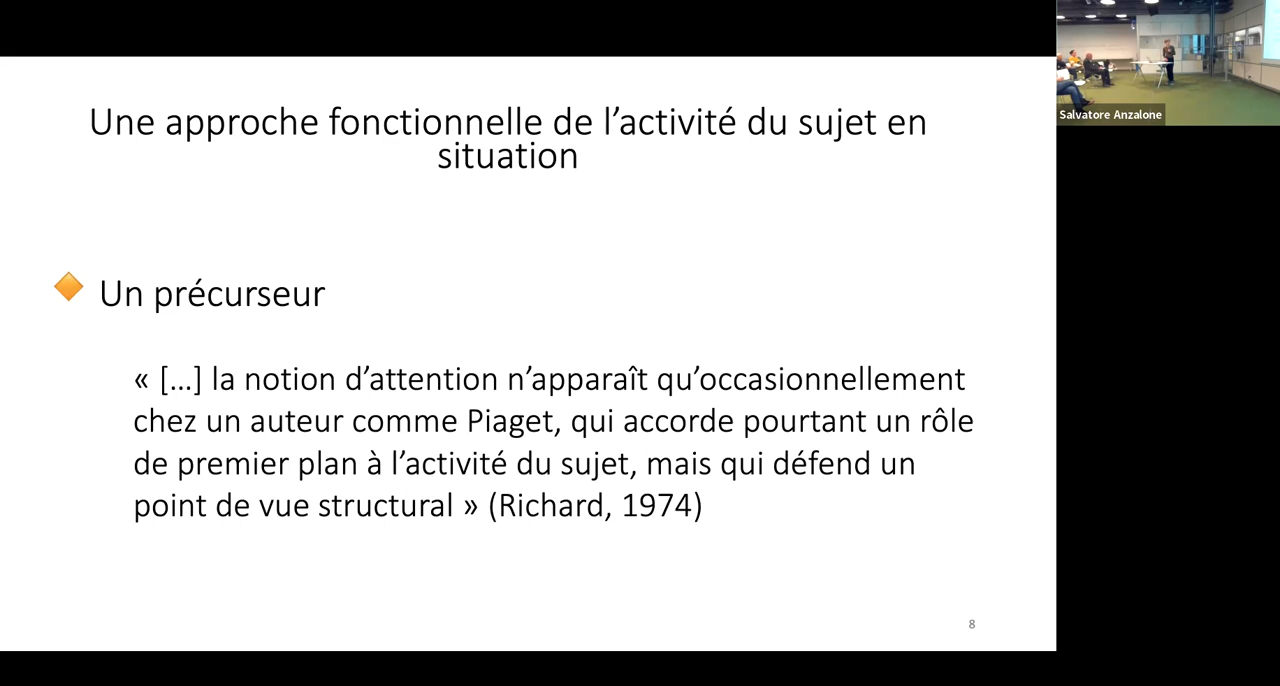 Une approche fonctionnelle de l’activité du sujet en
situation
Un précurseur
« […] la notion d’attention n’apparaît qu’occasionnellement
chez un auteur comme Piaget, qui accorde pourtant un rôle
de premier plan à l’activité du sujet, mais qui défend un
point de vue structural » (Richard, 1974)
8
Salvatore Anzalone